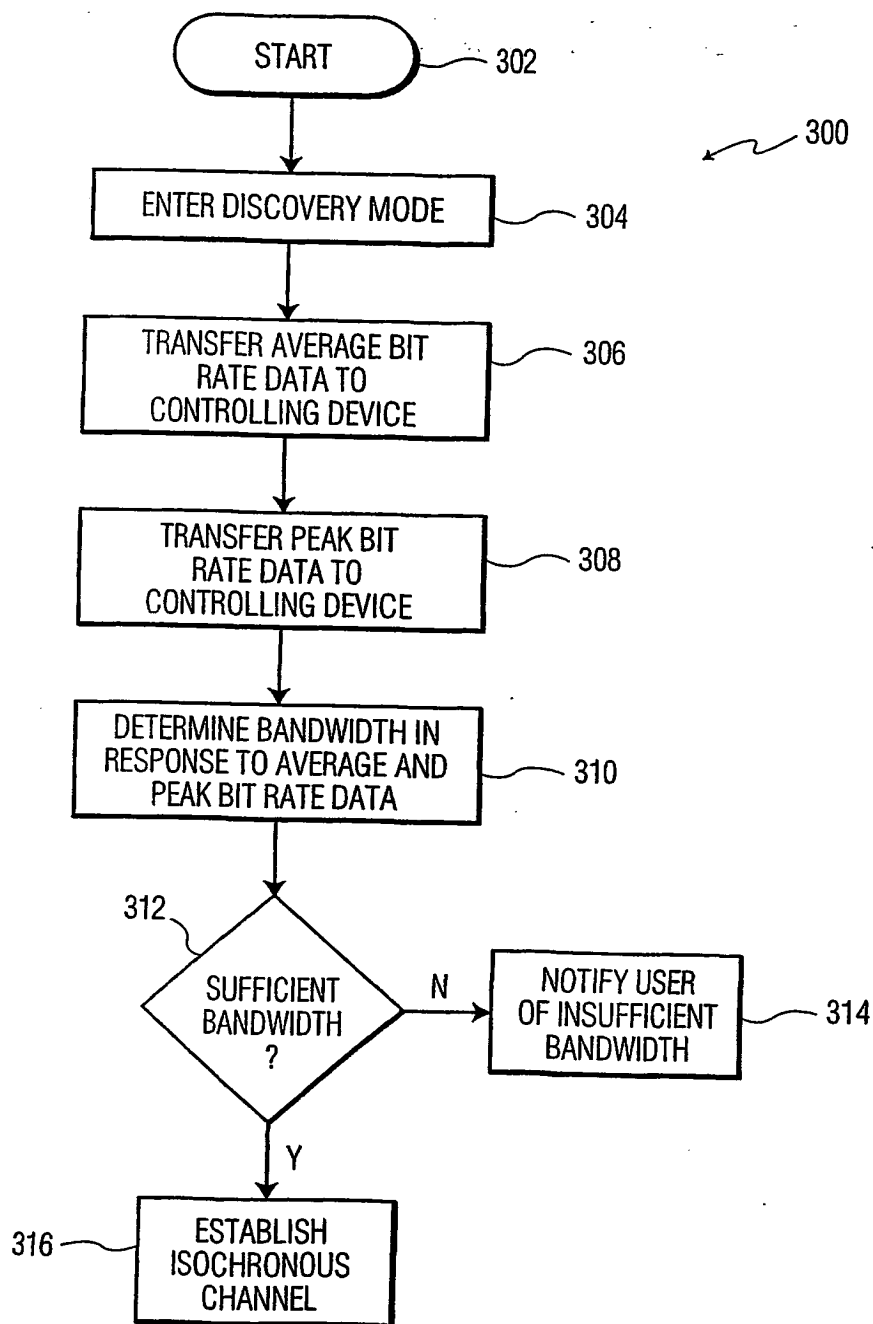 START
302
300
ENTER DISCOVERY MODE
304
TRANSFER AVERAGE BIT
RATE DATA TO
CONTROLLING DEVICE
306
TRANSFER PEAK BIT
RATE DATA TO
CONTROLLING DEVICE
308
DETERMINE BANDWIDTH IN
RESPONSE TO AVERAGE AND
PEAK BIT RATE DATA
310
312
SUFFICIENT
BANDWIDTH
?
N
NOTIFY USER
OF INSUFFICIENT
BANDWIDTH
314
Y
316
ESTABLISH
ISOCHRONOUS
CHANNEL